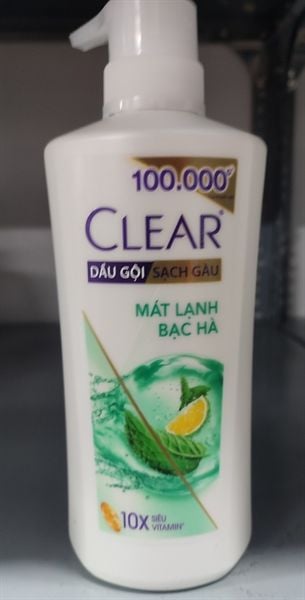 100.000đ
CLEAR
DẦU GỘI SẠCH GÀU
MÁT LẠNH
BẠC HÀ
10X SIÊU
VITAMIN